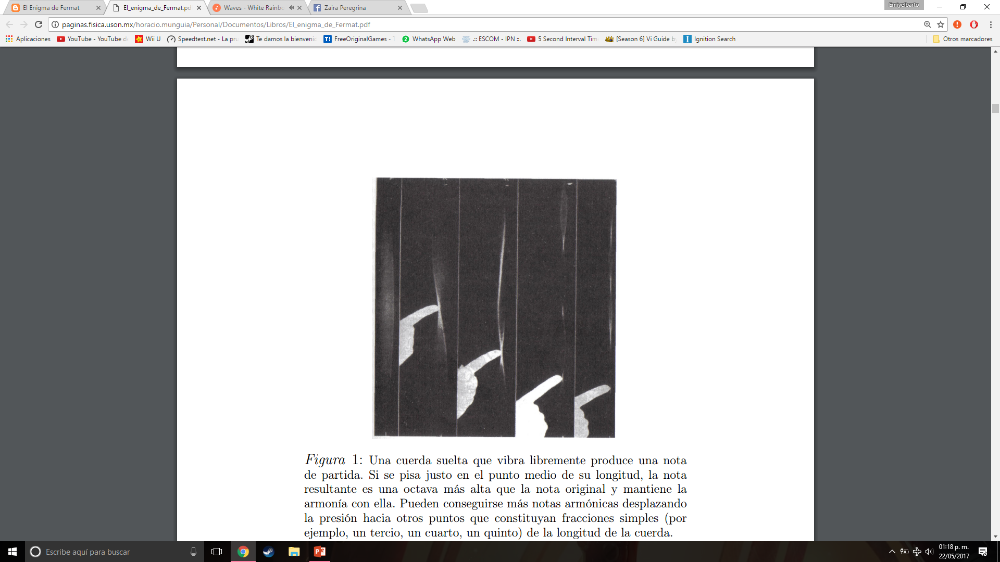 El Enigma de Fermat
El_enigma_de_Fermat.pd
Waves - White Rainbo
Zaira Peregrina
Emiyelbarto
paginas.fisica.uson.mx/horacio.munguia/Personal/Documentos/Libros/El_enigma_de_Fermat.pdf
Aplicaciones
YouTube - YouTube de
Wii U
Speedtest.net - La pru
Te damos la bienvenid
FreeOriginalGames - T
WhatsApp Web
.:: ESCOM - IPN ::.
5 Second Interval Time
[Season 6] Vi Guide by
Ignition Search
Otros marcadores
Figura 1: Una cuerda suelta que vibra libremente produce una nota
de partida. Si se pisa justo en el punto medio de su longitud, la nota
resultante es una octava más alta que la nota original y mantiene la
armonía con ella. Pueden conseguirse más notas armónicas desplazando
la presión hacia otros puntos que constituyan fracciones simples (por
ejemplo, un tercio, un cuarto, un quinto) de la longitud de la cuerda.
Escribe aquí para buscar
01:18 p. m.
22/05/2017